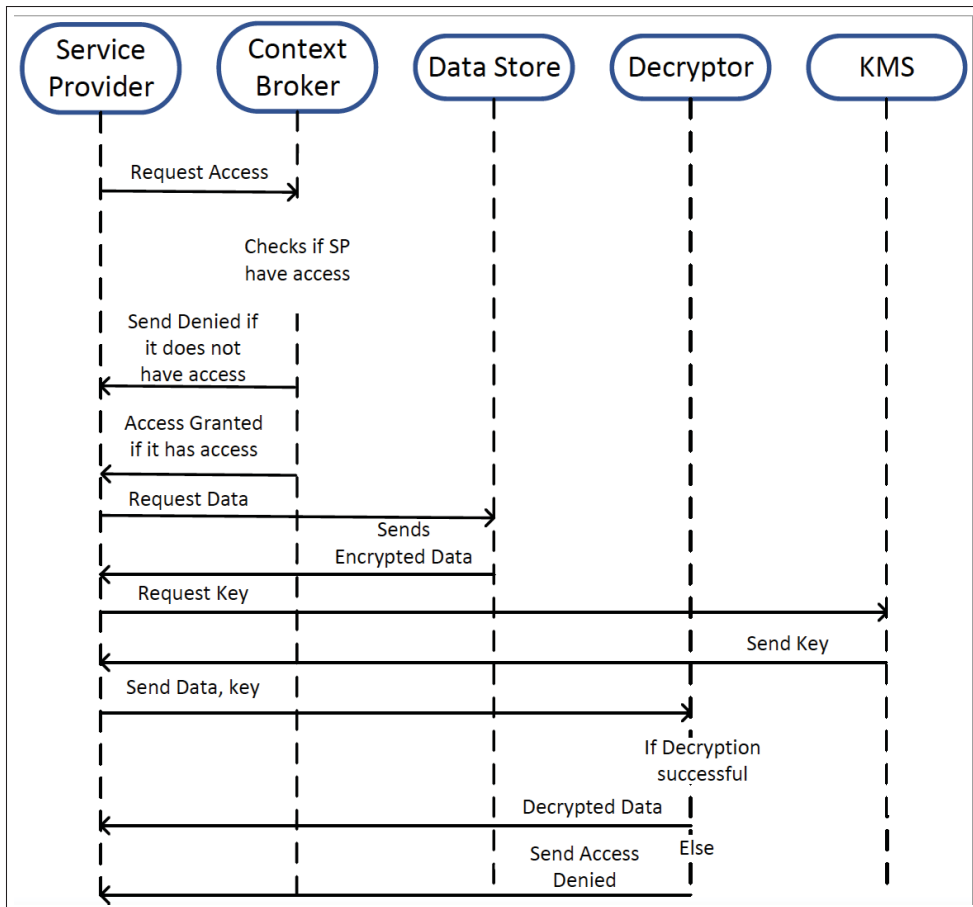 Service
Provider
Context
Broker
Data Store
Decryptor
KMS
Request Access
Checks if SP
have access
Send Denied if
it does not
have access
Access Granted
if it has access
Request Data
Sends
Encrypted Data
Request Key
Send Key
Send Data, key
If Decryption
successful
Decrypted Data
Else
Send Access
Denied